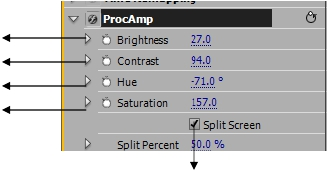 ProcAmp
Brightness 27.0
Contrast 94.0
Hue -71.0 °
Saturation 157.0
Split Screen
Split Percent 50.0 %